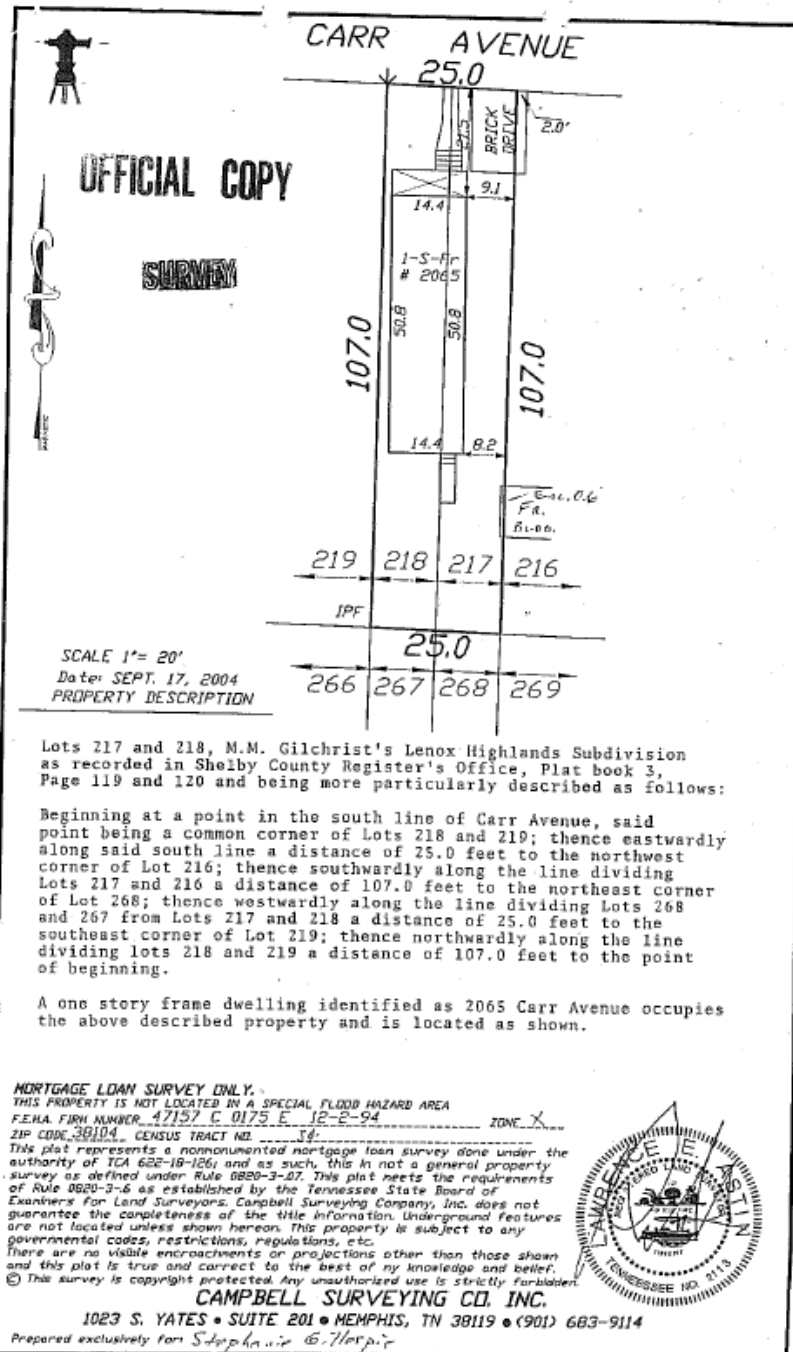 CARR AVENUE
25.0
2.0'
21.5
BRICK
DRIVE
OFFICIAL COPY
9.1
14.4
SURVEY
1-S-Fr
# 2065
50.8
50.8
107.0
107.0
14.4
8.2
Enc. 0.6
FR.
BLDG.
219 218 217 216
IPF
25.0
SCALE 1"= 20'
Date: SEPT. 17, 2004
266 267 268 269
PROPERTY DESCRIPTION
Lots 217 and 218, M.M. Gilchrist's Lenox Highlands Subdivision
as recorded in Shelby County Register's Office, Plat book 3,
Page 119 and 120 and being more particularly described as follows:
Beginning at a point in the south line of Carr Avenue, said
point being a common corner of Lots 218 and 219; thence eastwardly
along said south line a distance of 25.0 feet to the northwest
corner of Lot 216; thence southwardly along the line dividing
Lots 217 and 216 a distance of 107.0 feet to the northeast corner
of Lot 268; thence westwardly along the line dividing Lots 268
and 267 from Lots 217 and 218 a distance of 25.0 feet to the
southeast corner of Lot 219; thence northwardly along the line
dividing lots 218 and 219 a distance of 107.0 feet to the point
of beginning.
A one story frame dwelling identified as 2065 Carr Avenue occupies
the above described property and is located as shown.
MORTGAGE LOAN SURVEY ONLY.
THIS PROPERTY IS NOT LOCATED IN A SPECIAL FLOOD HAZARD AREA
F.E.M.A. FIRM NUMBER 47157 C 0175 E 12-2-94 ZONE X
ZIP CODE 38104 CENSUS TRACT NO.
This plat represents a nonmonumented mortgage loan survey done under the
authority of TCA 622-18-126; and as such, this in not a general property
survey as defined under Rule 0820-3-.07. This plat meets the requirements
of Rule 0820-3-.6 as established by the Tennessee State Board of
Examiners for Land Surveyors. Campbell Surveying Company, Inc. does not
guarantee the completeness of the title information. Underground features
are not located unless shown hereon. This property is subject to any
governmental codes, restrictions, regulations, etc.
There are no visible encroachments or projections other than those shown
and this plat is true and correct to the best of my knowledge and belief.
© This survey is copyright protected. Any unauthorized use is strictly forbidden.
LAWRENCE E. ASTIN
REGISTERED LAND SURVEYOR
TENNESSEE NO. 2113
CAMPBELL SURVEYING CO. INC.
1023 S. YATES • SUITE 201 • MEMPHIS, TN 38119 • (901) 683-9114
Prepared exclusively for: Stephanie G.